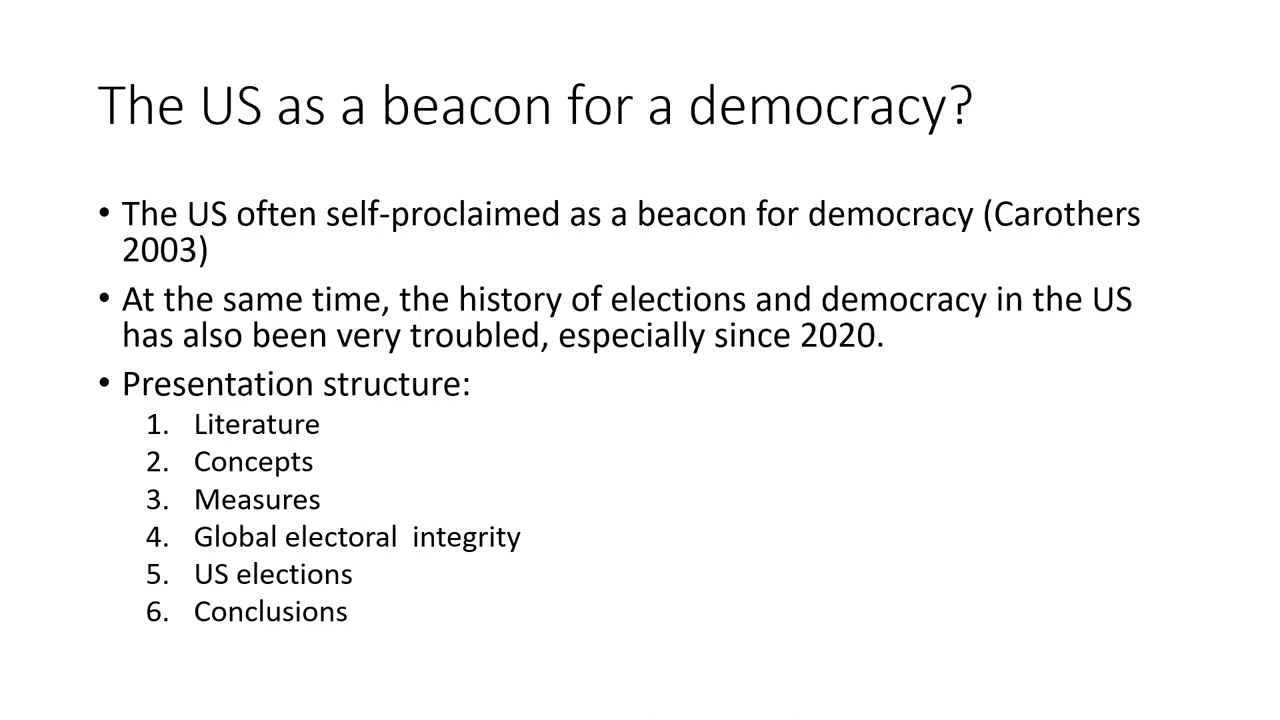 The US as a beacon for a democracy?
• The US often self-proclaimed as a beacon for democracy (Carothers
2003)
• At the same time, the history of elections and democracy in the US
has also been very troubled, especially since 2020.
• Presentation structure:
1. Literature
2. Concepts
3. Measures
4. Global electoral  integrity
5. US elections
6. Conclusions